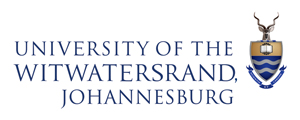 UNIVERSITY OF THE
WITWATERSRAND,
JOHANNESBURG